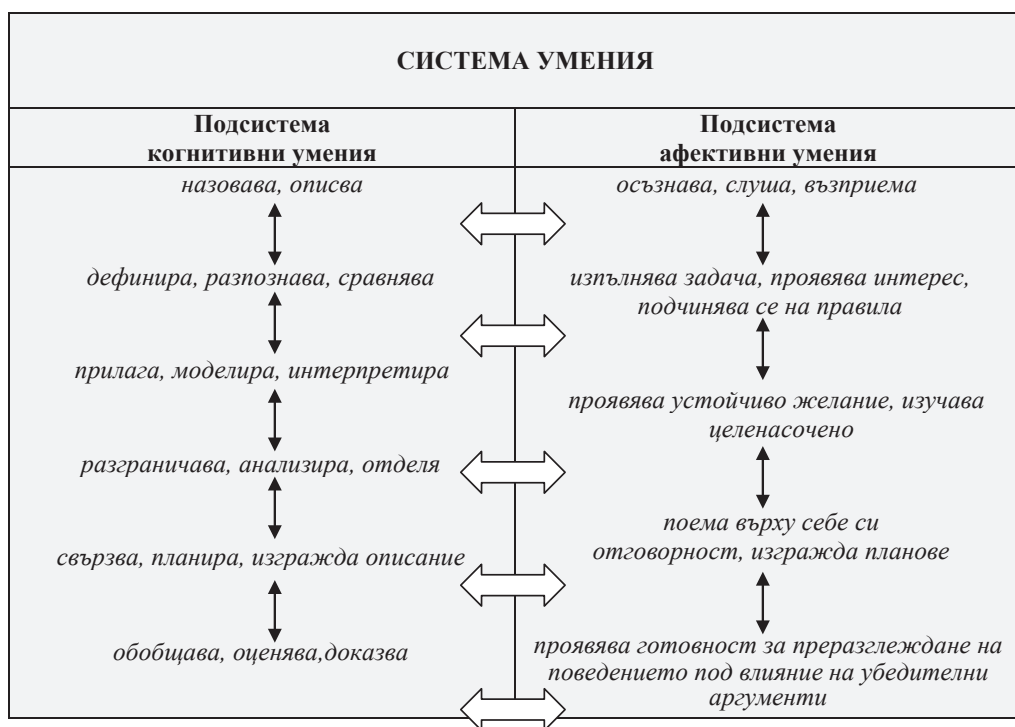 СИСТЕМА УМЕНИЯ
Подсистема
когнитивни умения
назовава, описва
дефинира, разпознава, сравнява
прилага, моделира, интерпретира
разграничава, анализира, отделя
свързва, планира, изгражда описание
обобщава, оценява,доказва
Подсистема
афективни умения
осъзнава, слуша, възприема
изпълнява задача, проявява интерес,
подчинява се на правила
проявява устойчиво желание, изучава
целенасочено
поема върху себе си
отговорност, изгражда планове
проявява готовност за преразглеждане на
поведението под влияние на убедителни
аргументи